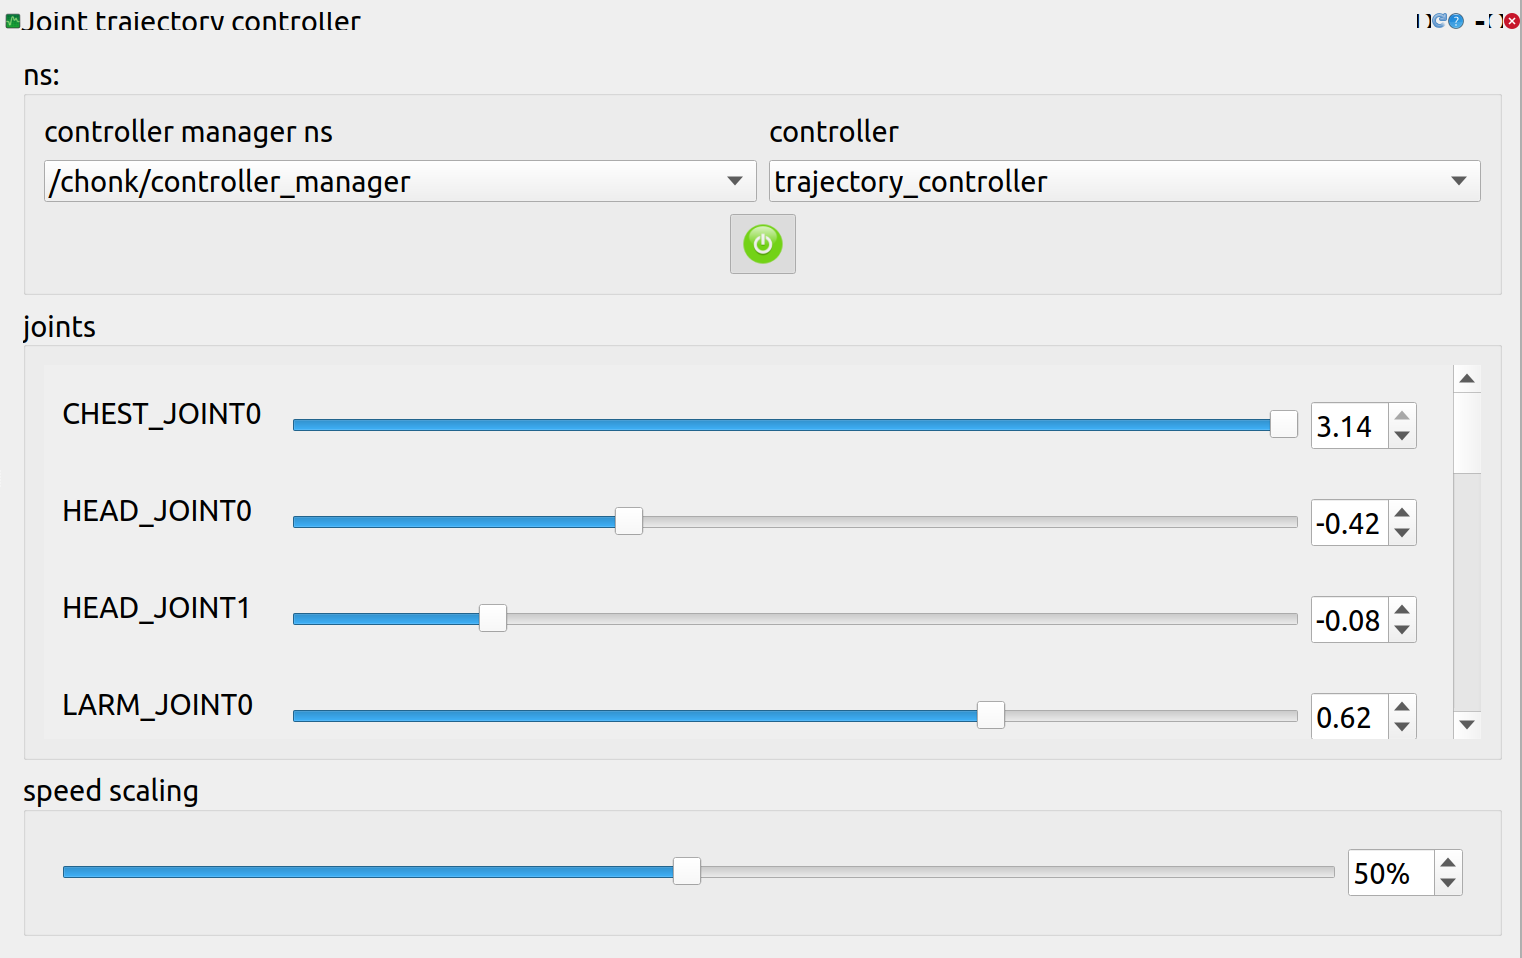 Joint trajectory controller
ns:
controller manager ns
controller
/chonk/controller_manager
trajectory_controller
joints
CHEST_JOINT0
3.14
HEAD_JOINT0
-0.42
HEAD_JOINT1
-0.08
LARM_JOINT0
0.62
speed scaling
50%